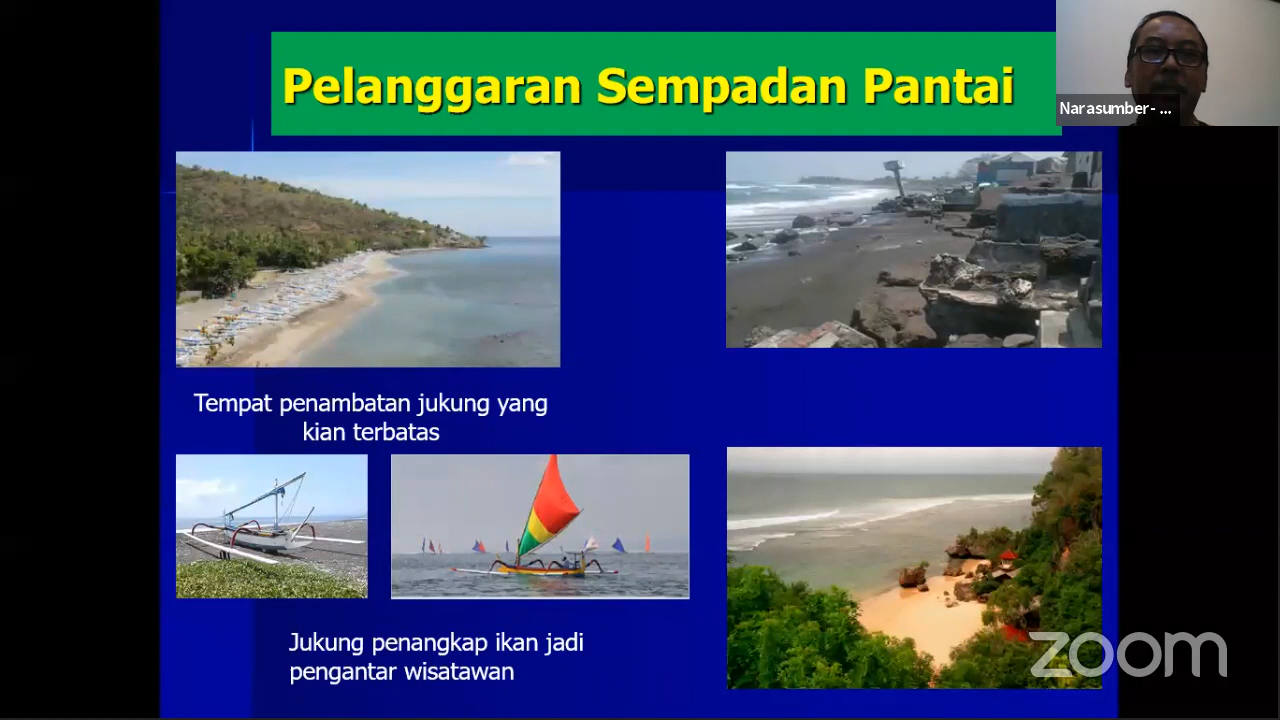 Pelanggaran Sempadan Pantai
Narasumber- ...
Tempat penambatan jukung yang
kian terbatas
Jukung penangkap ikan jadi
pengantar wisatawan
zoom